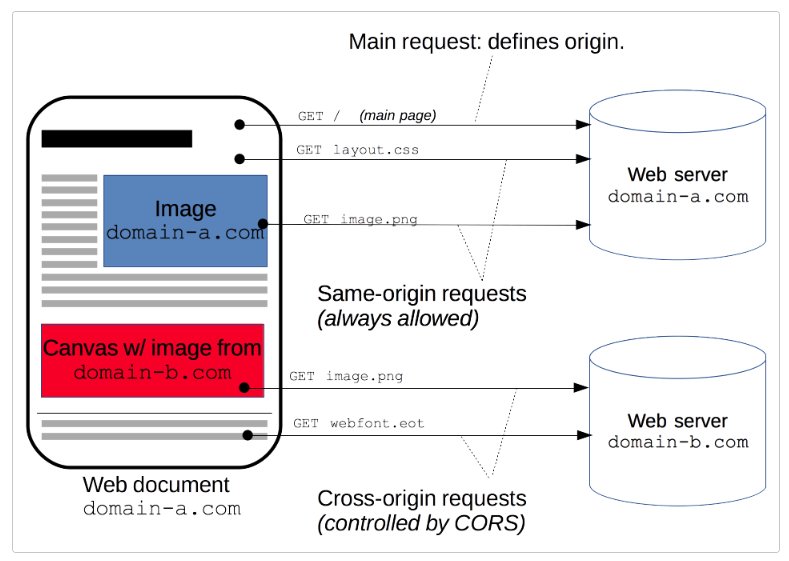 Main request: defines origin.
GET / (main page)
GET layout.css
Web server
domain-a.com
Image
domain-a.com
GET image.png
Same-origin requests
(always allowed)
Canvas w/ image from
domain-b.com
GET image.png
GET webfont.eot
Web server
domain-b.com
Web document
domain-a.com
Cross-origin requests
(controlled by CORS)